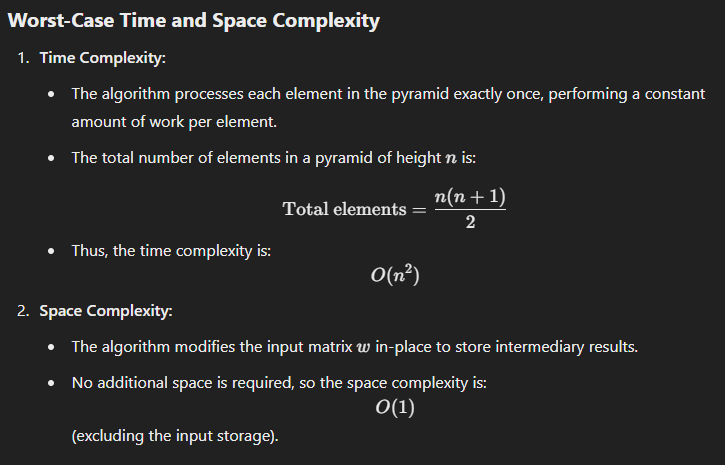 Worst-Case Time and Space Complexity
1. Time Complexity:
• The algorithm processes each element in the pyramid exactly once, performing a constant
amount of work per element.
• The total number of elements in a pyramid of height n is:
Total elements = n(n + 1) / 2
• Thus, the time complexity is:
O(n²)
2. Space Complexity:
• The algorithm modifies the input matrix w in-place to store intermediary results.
• No additional space is required, so the space complexity is:
O(1)
(excluding the input storage).